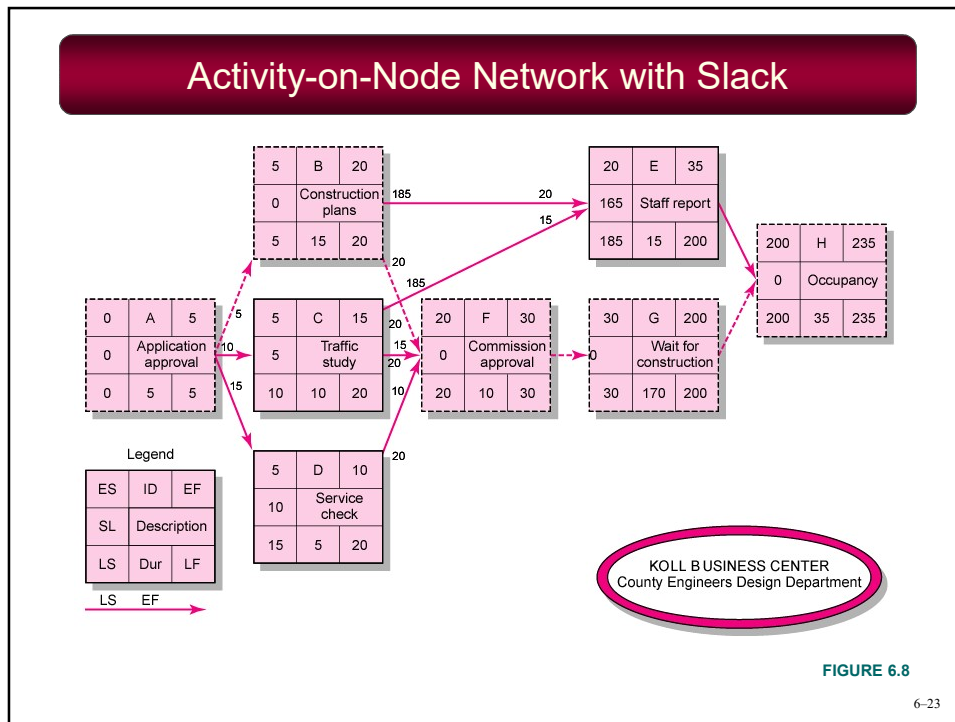 Activity-on-Node Network with Slack
5 B 20
0 Construction
plans
5 15 20
185
20
20
15
185
20 E 35
165 Staff report
185 15 200
200 H 235
0 Occupancy
200 35 235
0 A 5
0 Application
approval
0 5 5
5
10
15
5 C 15
5 Traffic
study
10 10 20
20
15
20
10
20
20 F 30
0 Commission
approval
20 10 30
30 G 200
0 Wait for
construction
30 170 200
5 D 10
10 Service
check
15 5 20
Legend
ES ID EF
SL Description
LS Dur LF
LS EF
KOLL B USINESS CENTER
County Engineers Design Department
FIGURE 6.8
6–23